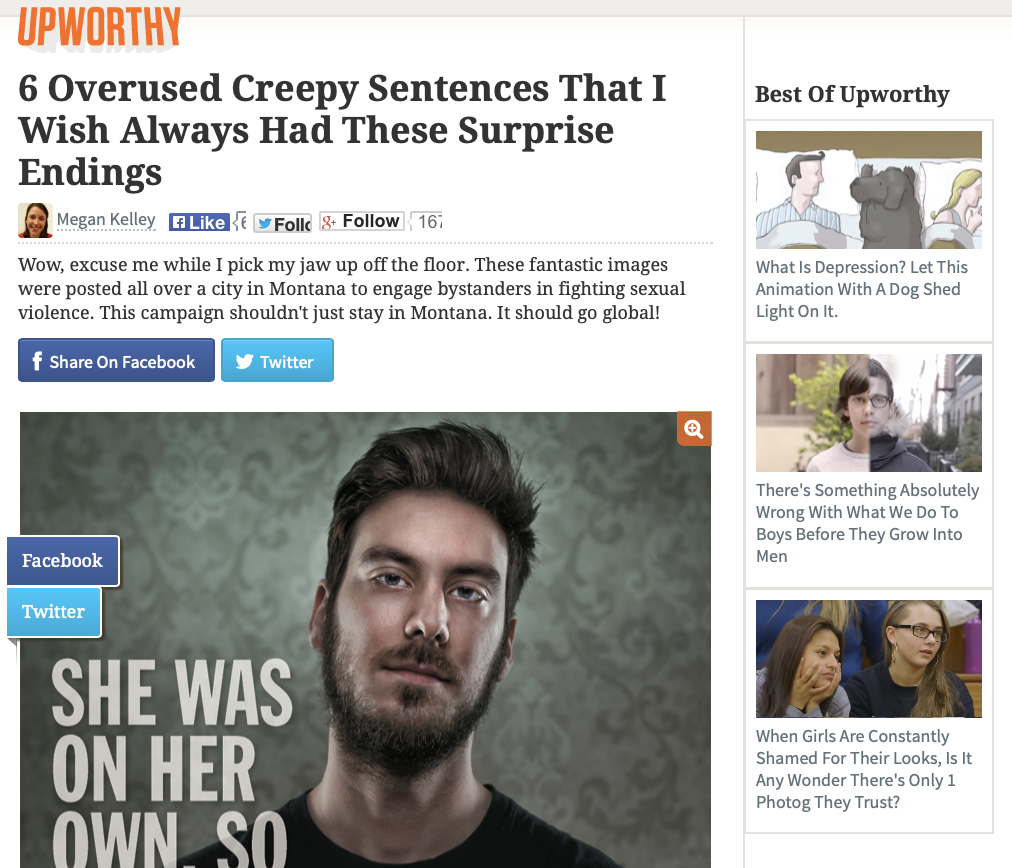 UPWORTHY
6 Overused Creepy Sentences That I
Wish Always Had These Surprise
Endings
Megan Kelley
Like
6
Follo
Follow
167
Wow, excuse me while I pick my jaw up off the floor. These fantastic images
were posted all over a city in Montana to engage bystanders in fighting sexual
violence. This campaign shouldn't just stay in Montana. It should go global!
Share On Facebook
Twitter
Facebook
Twitter
SHE WAS
ON HER
OWN. SO
Best Of Upworthy
What Is Depression? Let This
Animation With A Dog Shed
Light On It.
There's Something Absolutely
Wrong With What We Do To
Boys Before They Grow Into
Men
When Girls Are Constantly
Shamed For Their Looks, Is It
Any Wonder There's Only 1
Photog They Trust?